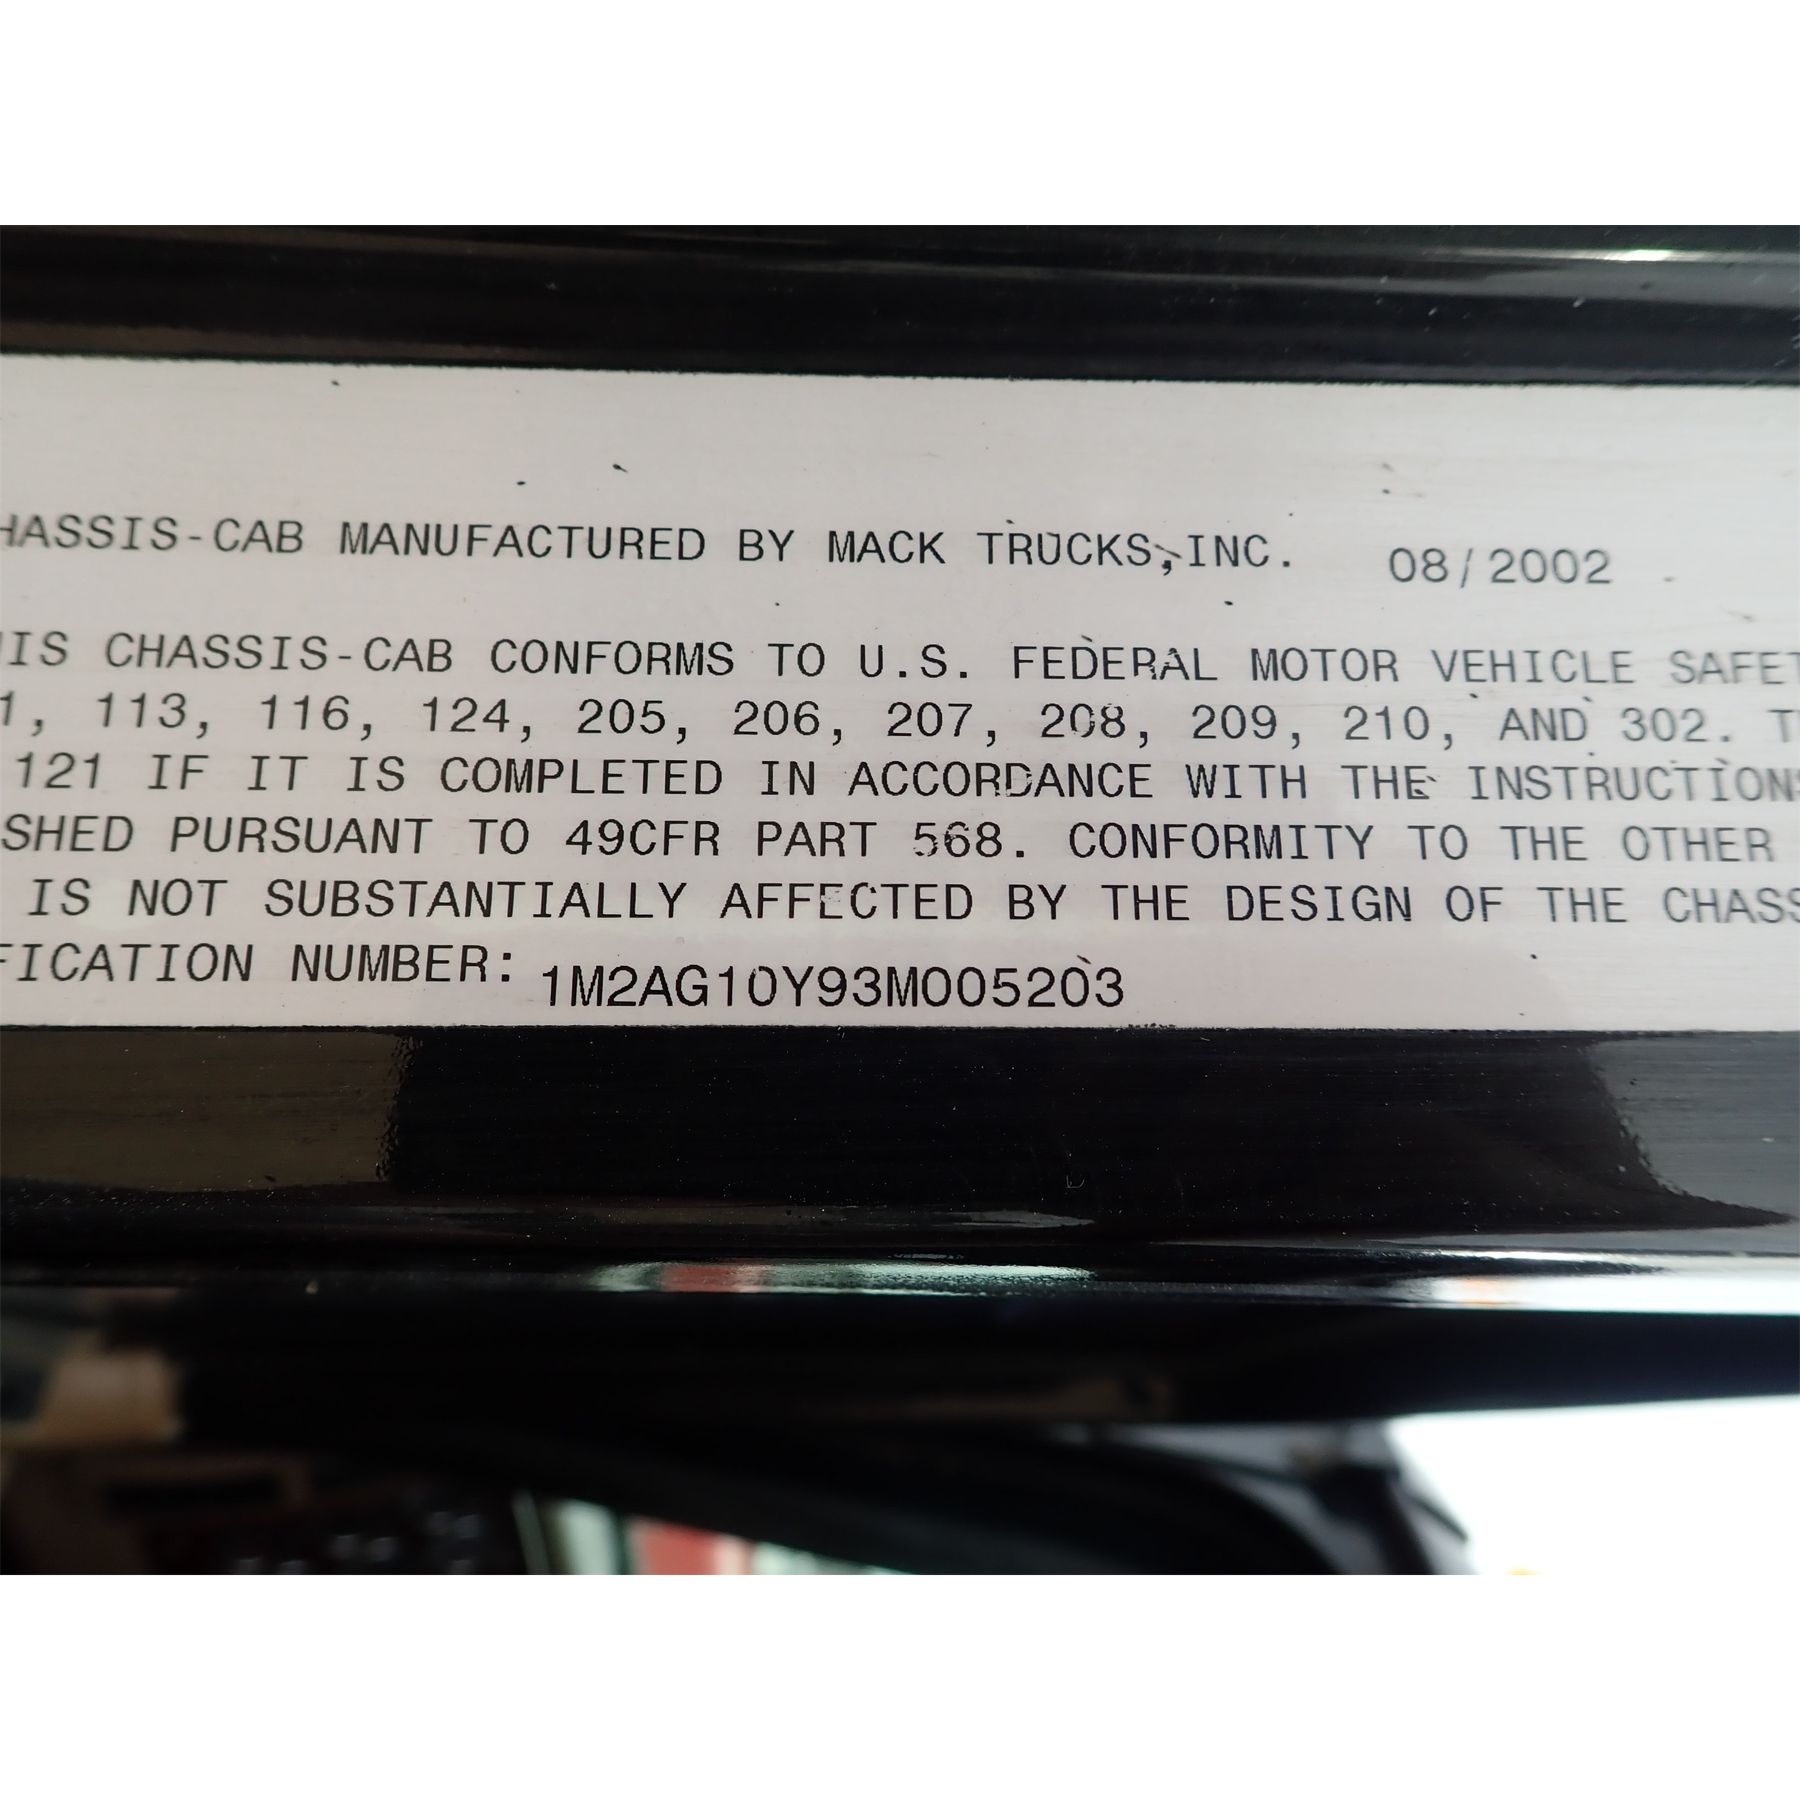 HASSIS-CAB MANUFACTURED BY MACK TRUCKS, INC. 08/2002
IS CHASSIS-CAB CONFORMS TO U.S. FEDERAL MOTOR VEHICLE SAFET
1, 113, 116, 124, 205, 206, 207, 208, 209, 210, AND 302. T
121 IF IT IS COMPLETED IN ACCORDANCE WITH THE INSTRUCTIONS
SHED PURSUANT TO 49CFR PART 568. CONFORMITY TO THE OTHER
IS NOT SUBSTANTIALLY AFFECTED BY THE DESIGN OF THE CHASS
FICATION NUMBER: 1M2AG10Y93M005203